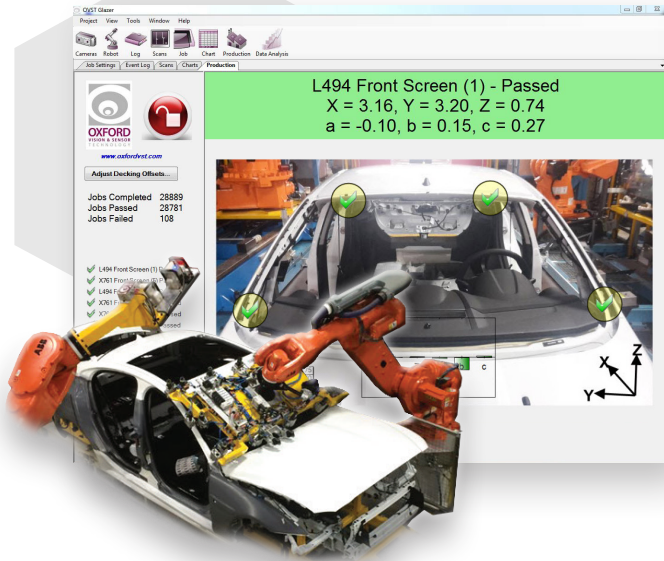 OVST Glazer
Project View Tools Window Help
Cameras Robot Log Scans Job Chart Production Data Analysis
Job Settings Event Log Scans Charts Production
L494 Front Screen (1) - Passed
X = 3.16, Y = 3.20, Z = 0.74
a = -0.10, b = 0.15, c = 0.27
OXFORD
VISION & SENSOR
TECHNOLOGY
www.oxfordvst.com
Adjust Decking Offsets...
Jobs Completed 28889
Jobs Passed 28781
Jobs Failed 108
L494 Front Screen (1)
X761 Front Screen
L494
X761
ABB
c
X
Y
Z